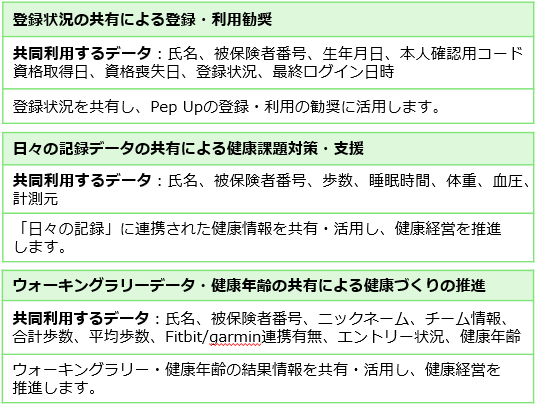 登録状況の共有による登録・利用勧奨
共同利用するデータ：氏名、被保険者番号、生年月日、本人確認用コード
資格取得日、資格喪失日、登録状況、最終ログイン日時
登録状況を共有し、Pep Upの登録・利用の勧奨に活用します。
日々の記録データの共有による健康課題対策・支援
共同利用するデータ：氏名、被保険者番号、歩数、睡眠時間、体重、血圧、
計測元
「日々の記録」に連携された健康情報を共有・活用し、健康経営を推進
します。
ウォーキングラリーデータ・健康年齢の共有による健康づくりの推進
共同利用するデータ：氏名、被保険者番号、ニックネーム、チーム情報、
合計歩数、平均歩数、Fitbit/garmin連携有無、エントリー状況、健康年齢
ウォーキングラリー・健康年齢の結果情報を共有・活用し、健康経営を
推進します。